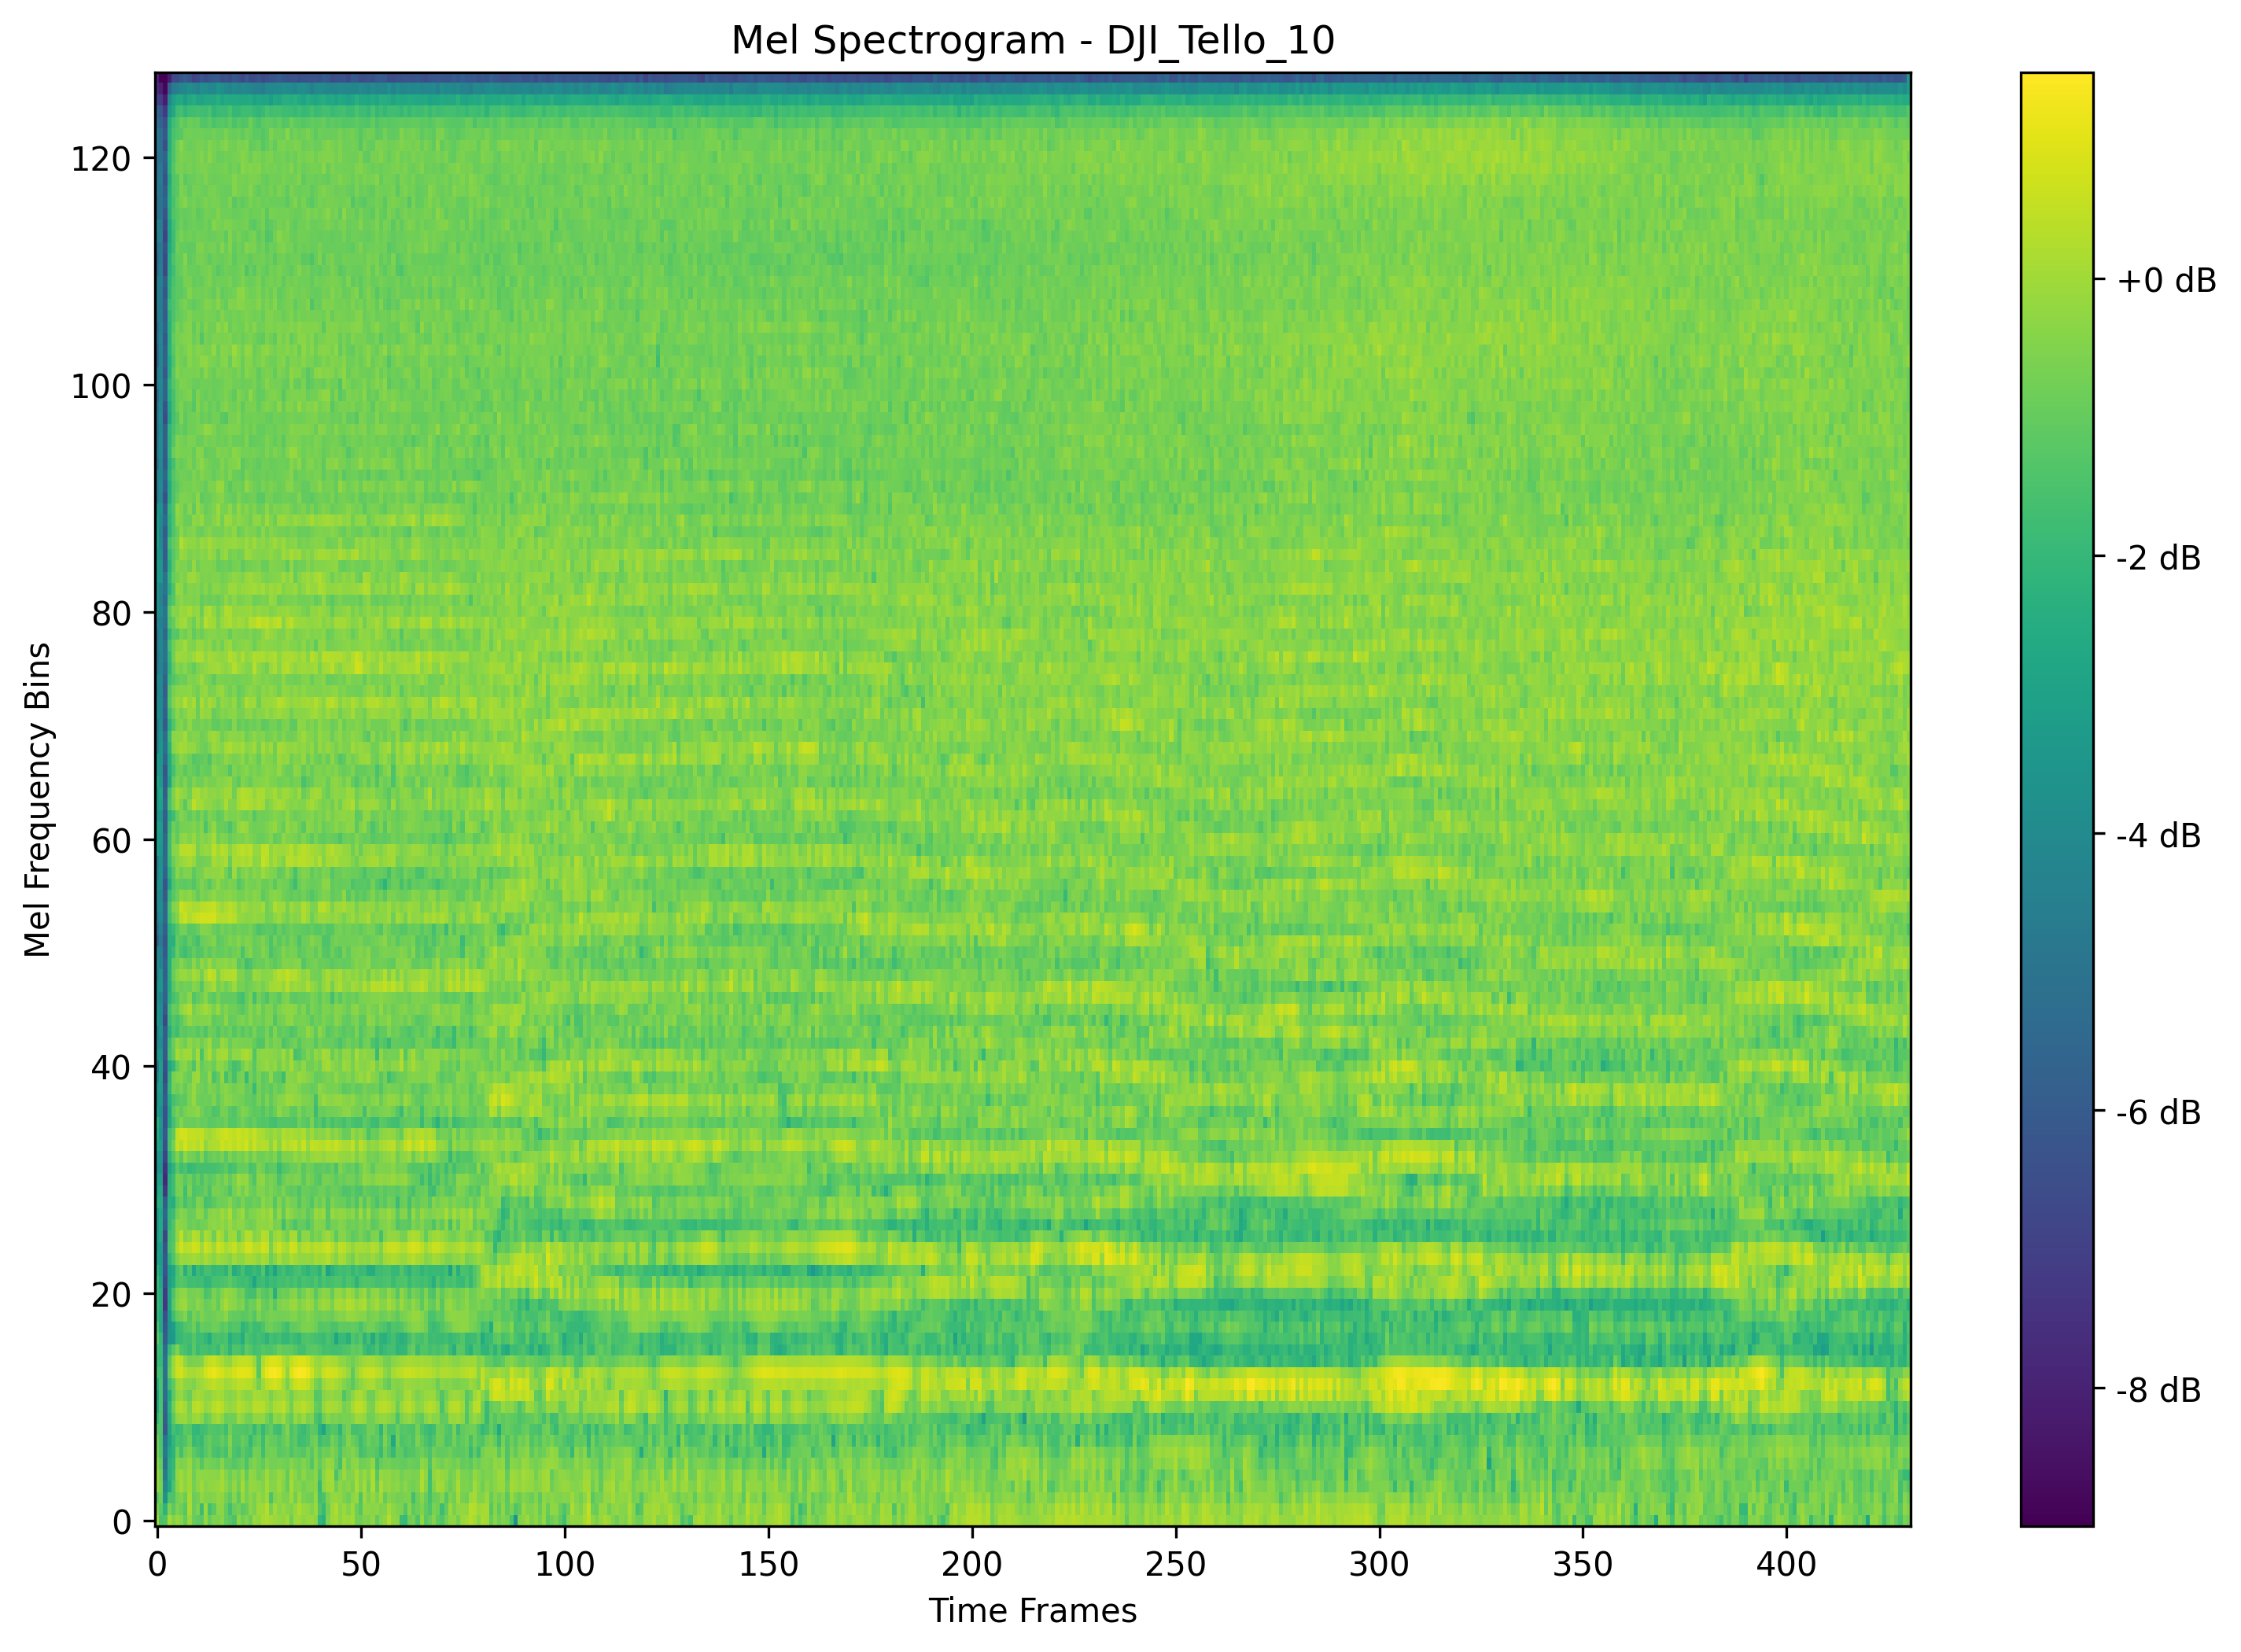 Mel Spectrogram - DJI_Tello_10
Mel Frequency Bins
120
100
80
60
40
20
0
0 50 100 150 200 250 300 350 400
Time Frames
+0 dB
-2 dB
-4 dB
-6 dB
-8 dB